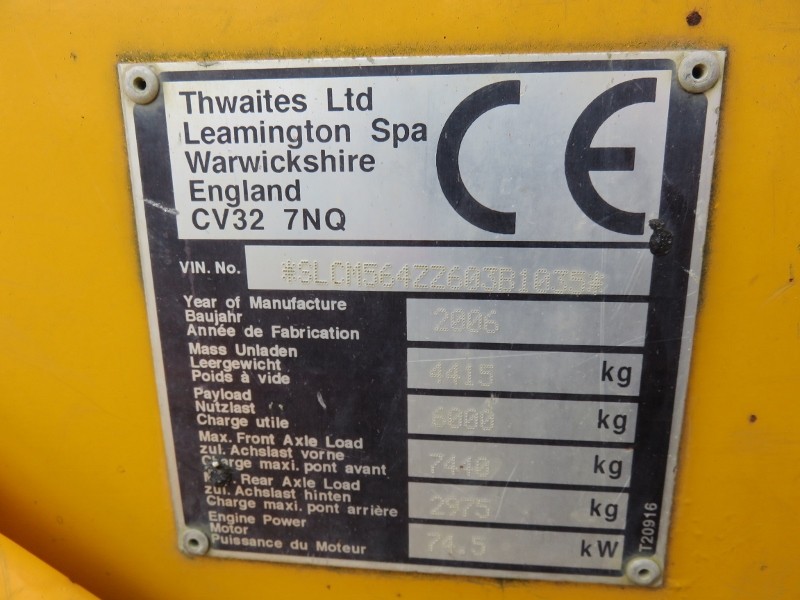 Thwaites Ltd
Leamington Spa
Warwickshire
England
CV32 7NQ
CE
VIN. No. *SLCM564ZZ603B1035*
Year of Manufacture
Baujahr 2006
Année de Fabrication
Mass Unladen
Leergewicht 4415 kg
Poids à vide
Payload
Nutzlast 6000 kg
Charge utile
Max. Front Axle Load
zul. Achslast vorne 7440 kg
Charge maxi. pont avant
Rear Axle Load
zul. Achslast hinten 2975 kg
Charge maxi. pont arrière
Engine Power
Motor 74.5 kW
Puissance du Moteur
T20916